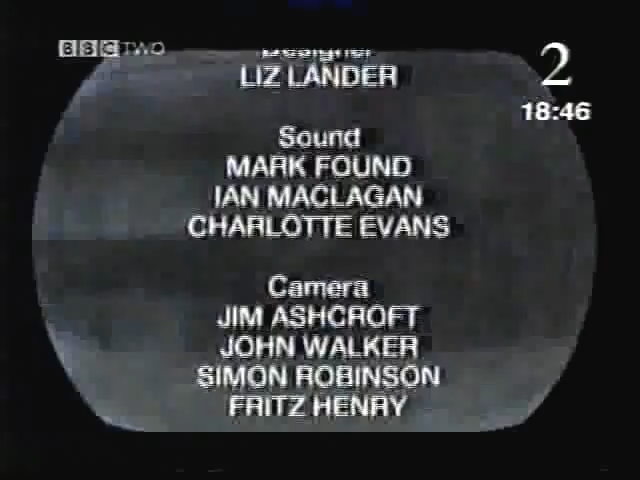 BBC TWO
2
18:46
Designer
LIZ LANDER
Sound
MARK FOUND
IAN MACLAGAN
CHARLOTTE EVANS
Camera
JIM ASHCROFT
JOHN WALKER
SIMON ROBINSON
FRITZ HENRY